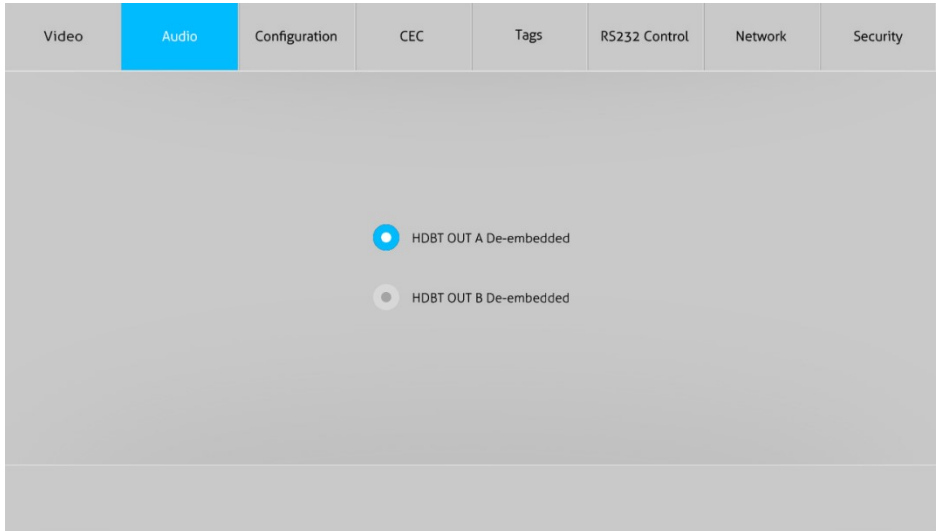 Video Audio Configuration CEC Tags RS232 Control Network Security
HDBT OUT A De-embedded
HDBT OUT B De-embedded